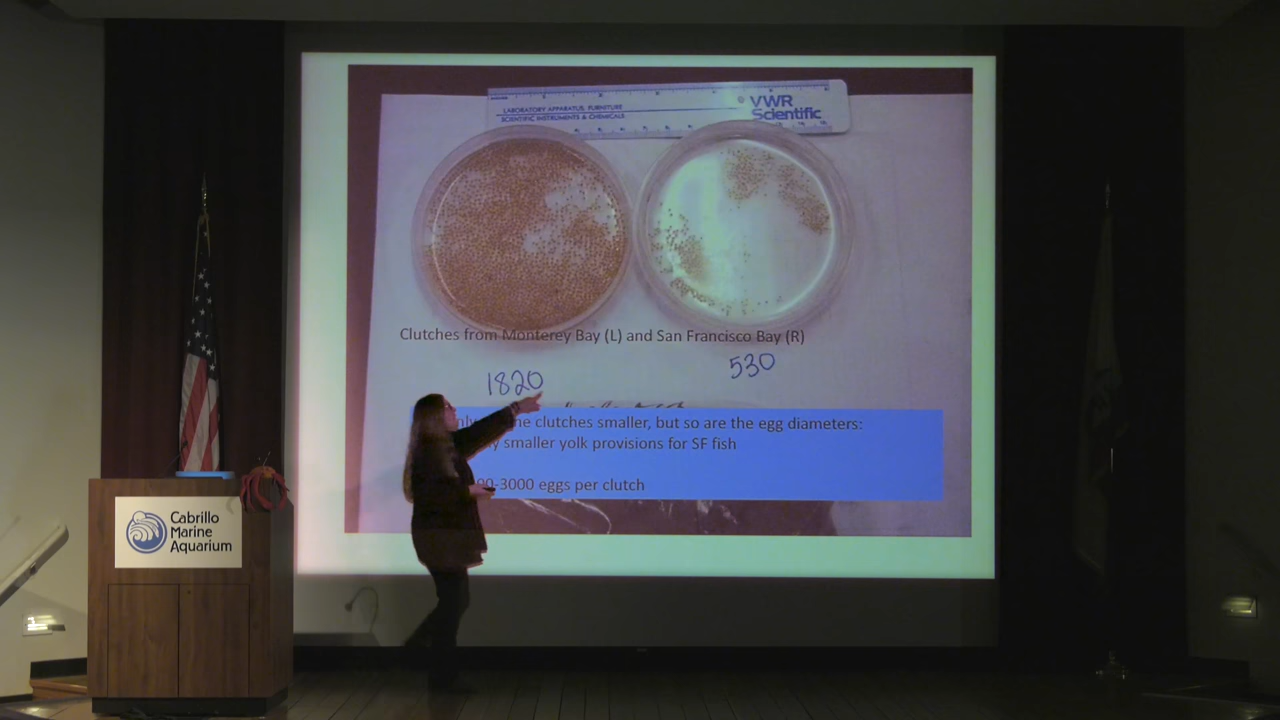 LABORATORY APPARATUS: FURNITURE
SCIENTIFIC INSTRUMENTS & CHEMICALS
VWR
Scientific
Clutches from Monterey Bay (L) and San Francisco Bay (R)
530
1820
clutches smaller, but so are the egg diameters:
smaller yolk provisions for SF fish
-3000 eggs per clutch
Cabrillo
Marine
Aquarium